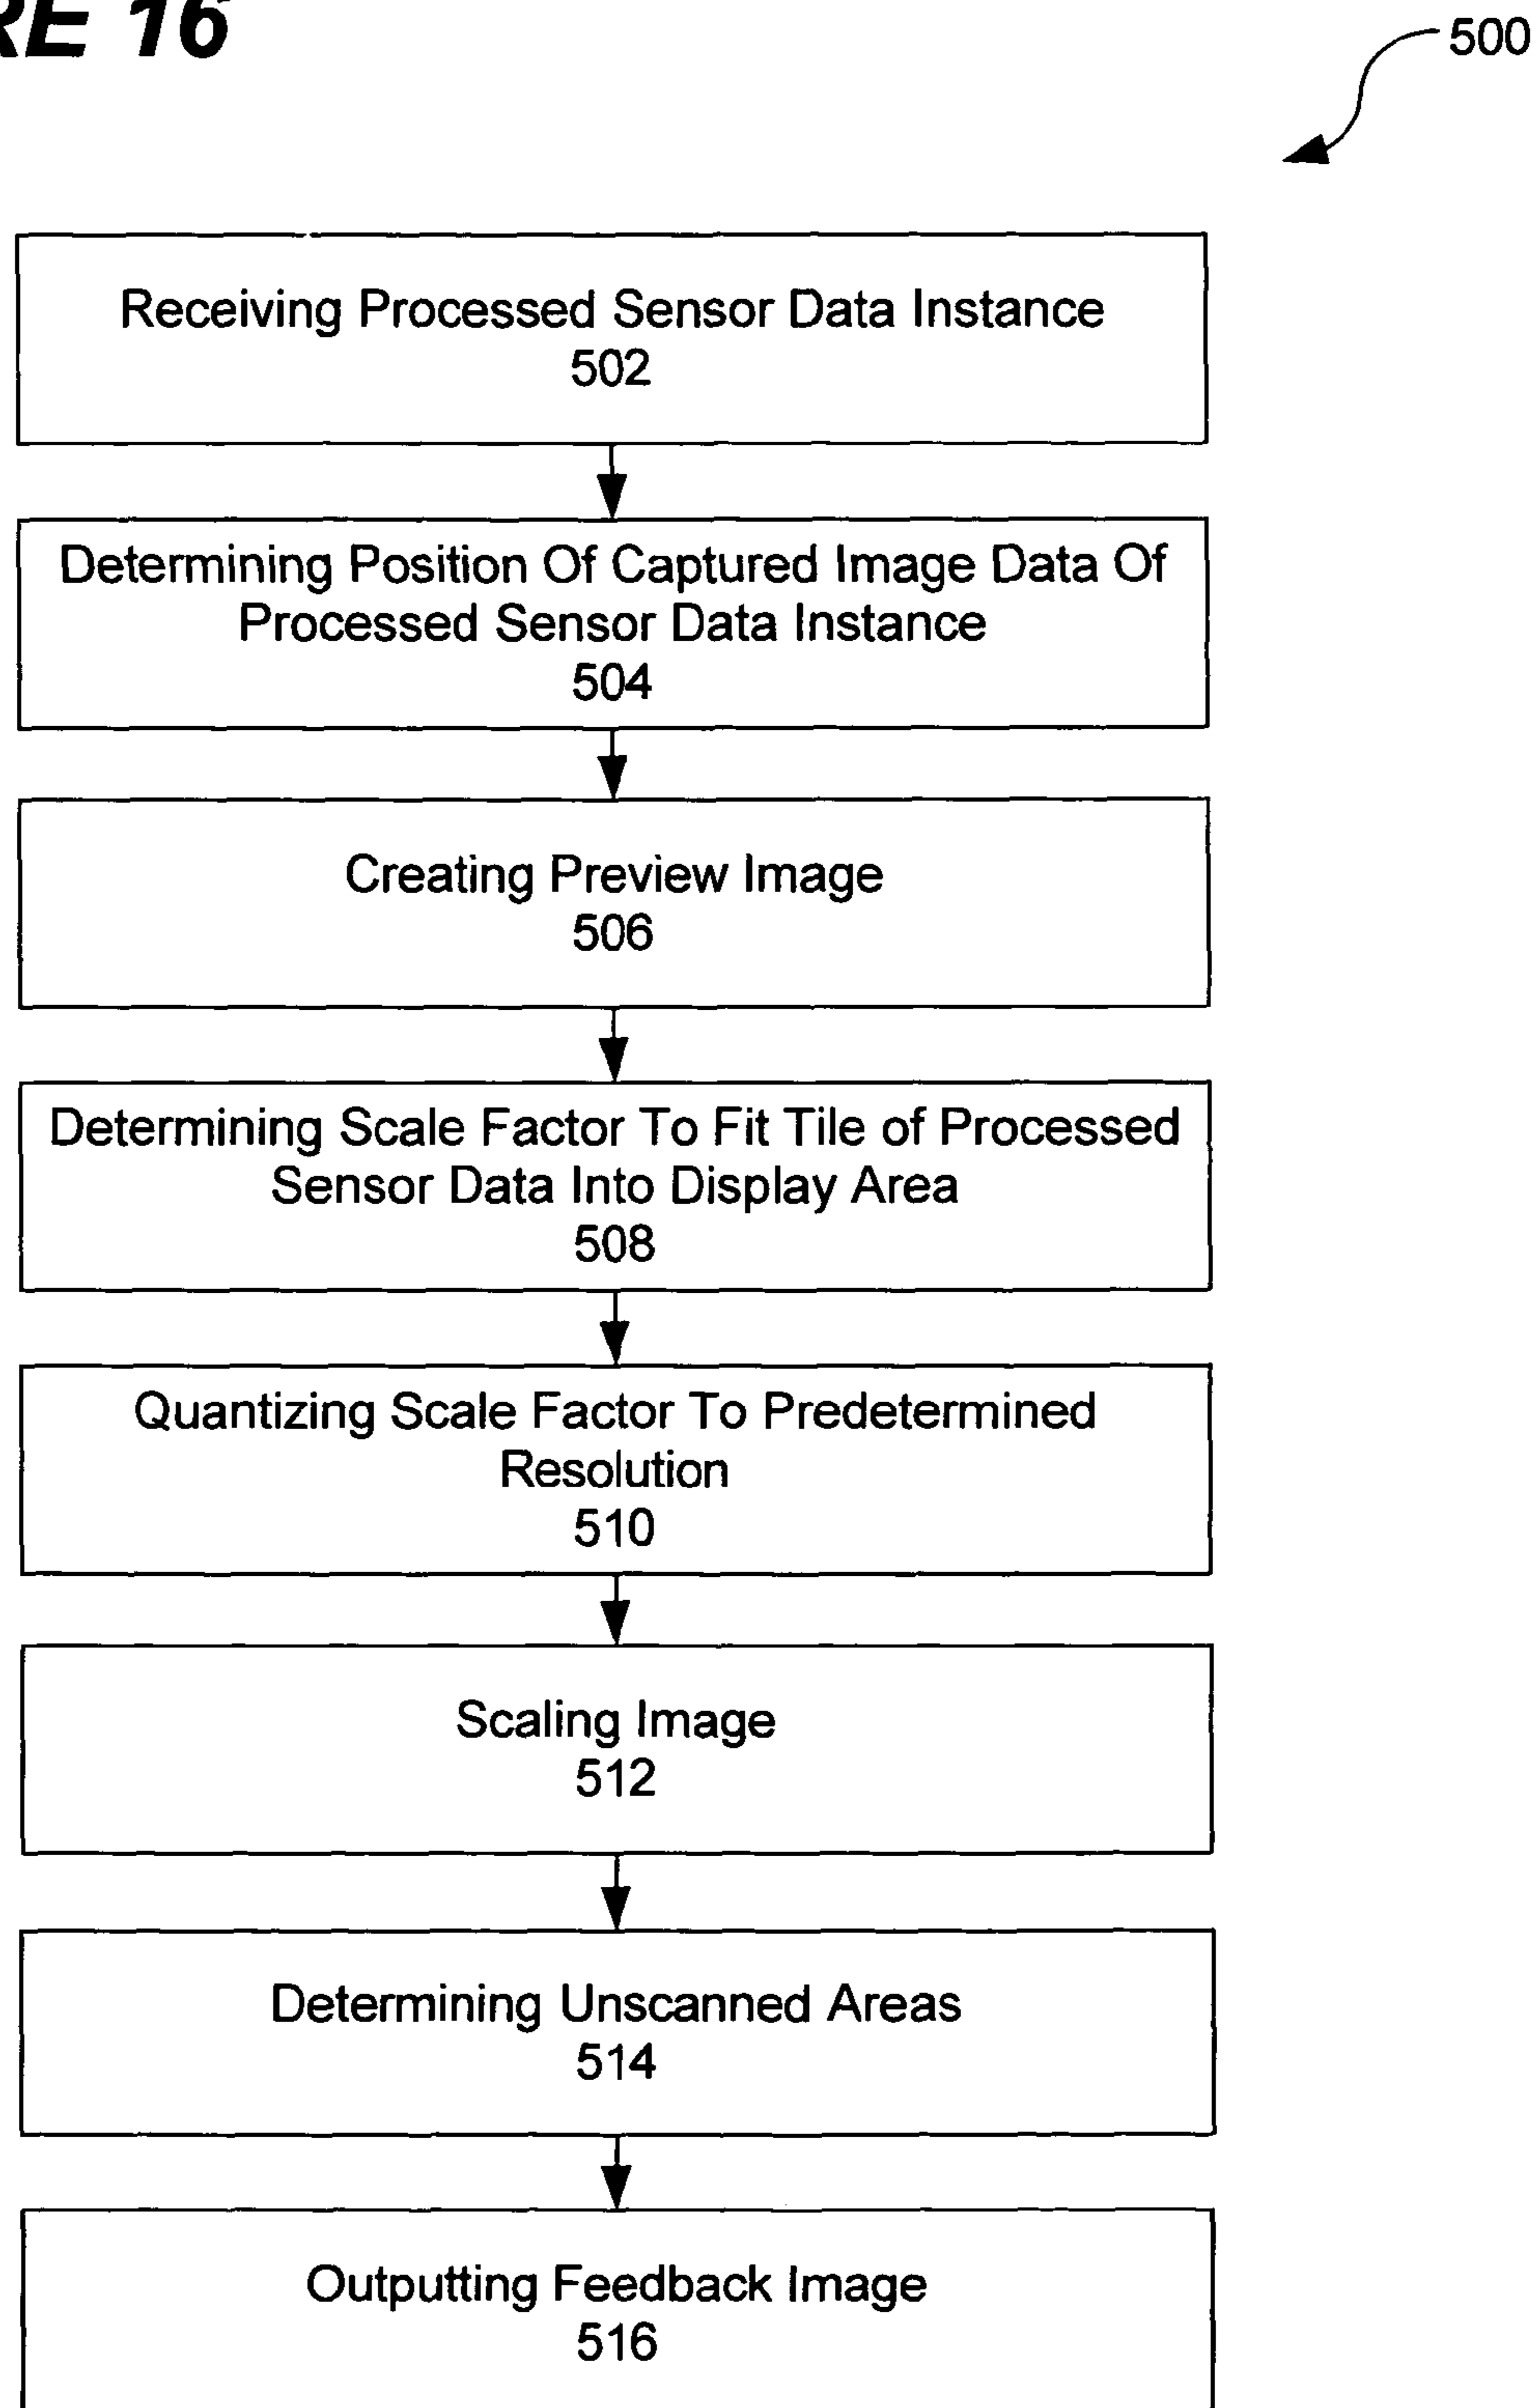 RE 16
500
Receiving Processed Sensor Data Instance
502
Determining Position Of Captured Image Data Of
Processed Sensor Data Instance
504
Creating Preview Image
506
Determining Scale Factor To Fit Tile of Processed
Sensor Data Into Display Area
508
Quantizing Scale Factor To Predetermined
Resolution
510
Scaling Image
512
Determining Unscanned Areas
514
Outputting Feedback Image
516